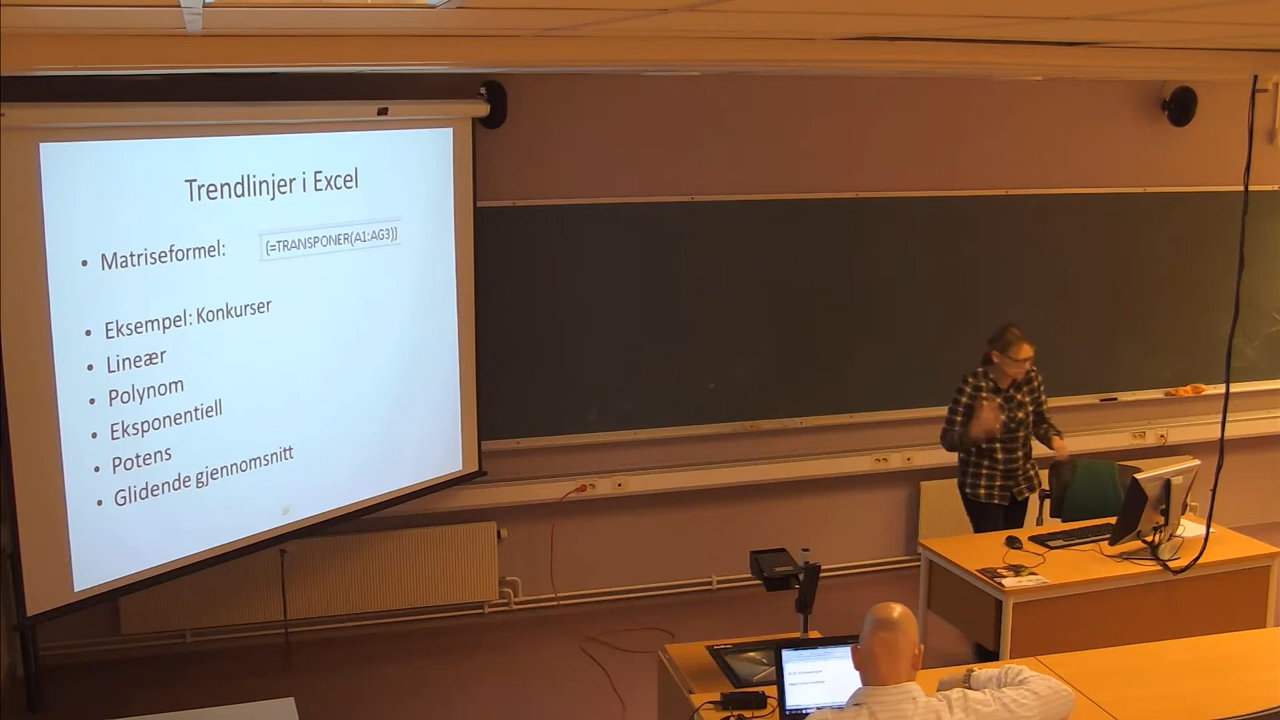 Trendlinjer i Excel
• Matriseformel: {=TRANSPONER(A1:AG3)}
• Eksempel: Konkurser
• Lineær
• Polynom
• Eksponentiell
• Potens
• Glidende gjennomsnitt